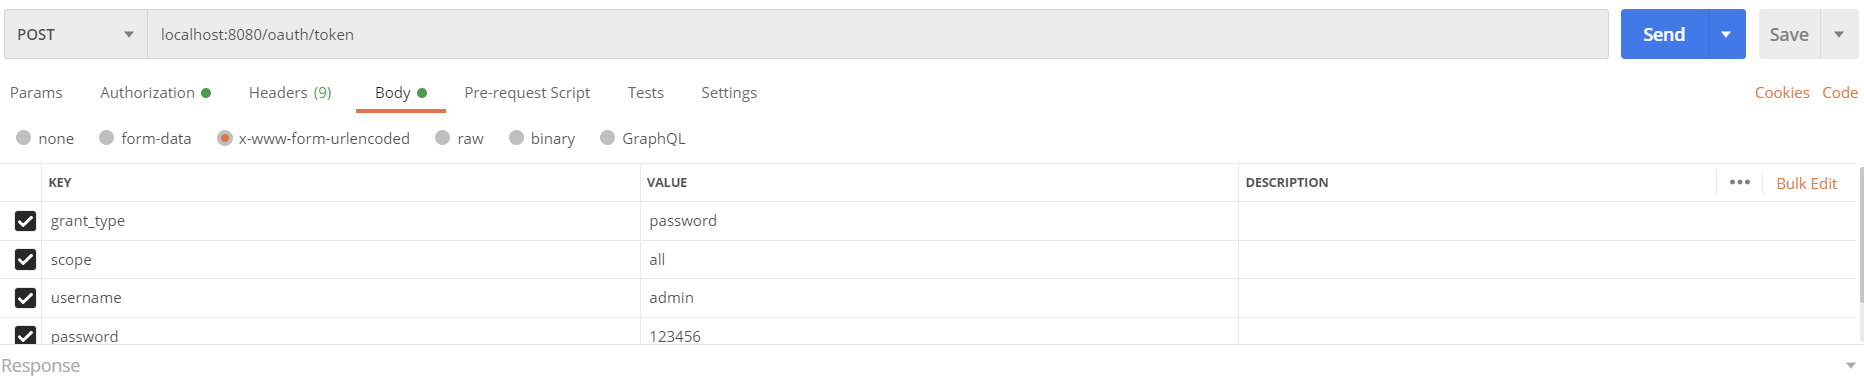 POST localhost:8080/oauth/token Send Save
Params Authorization Headers (9) Body Pre-request Script Tests Settings Cookies Code
none form-data x-www-form-urlencoded raw binary GraphQL
KEY VALUE DESCRIPTION ••• Bulk Edit
grant_type password
scope all
username admin
password 123456
Response